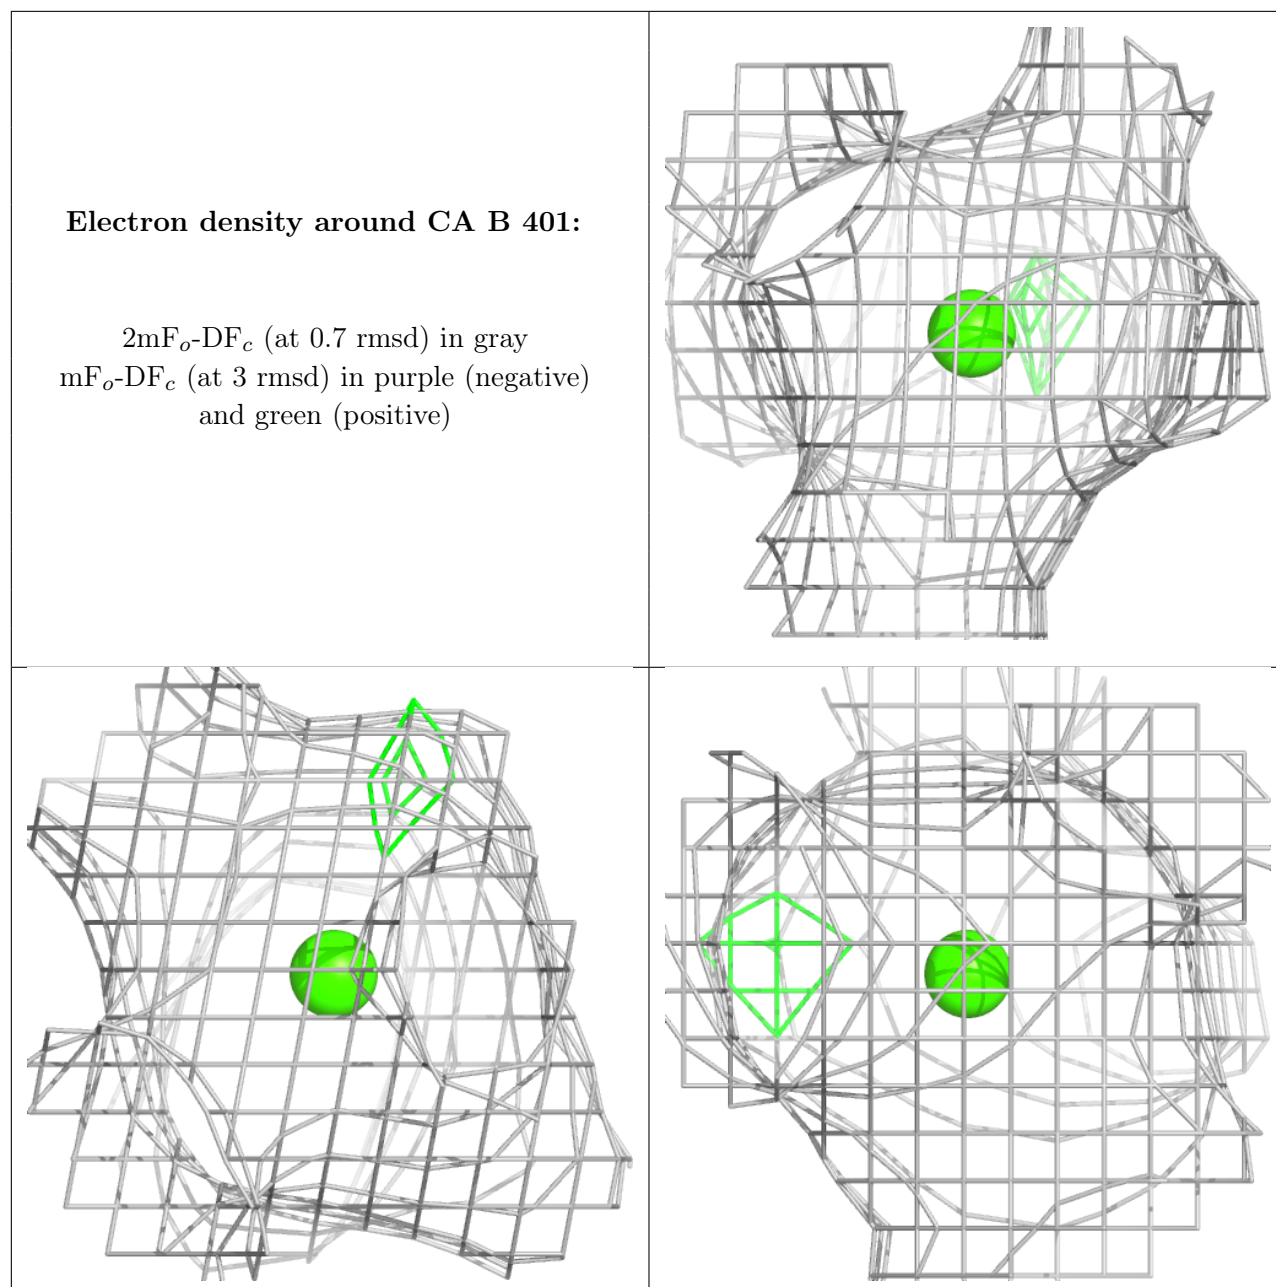 Electron density around CA B 401:
2mFo-DFc (at 0.7 rmsd) in gray
mFo-DFc (at 3 rmsd) in purple (negative)
and green (positive)